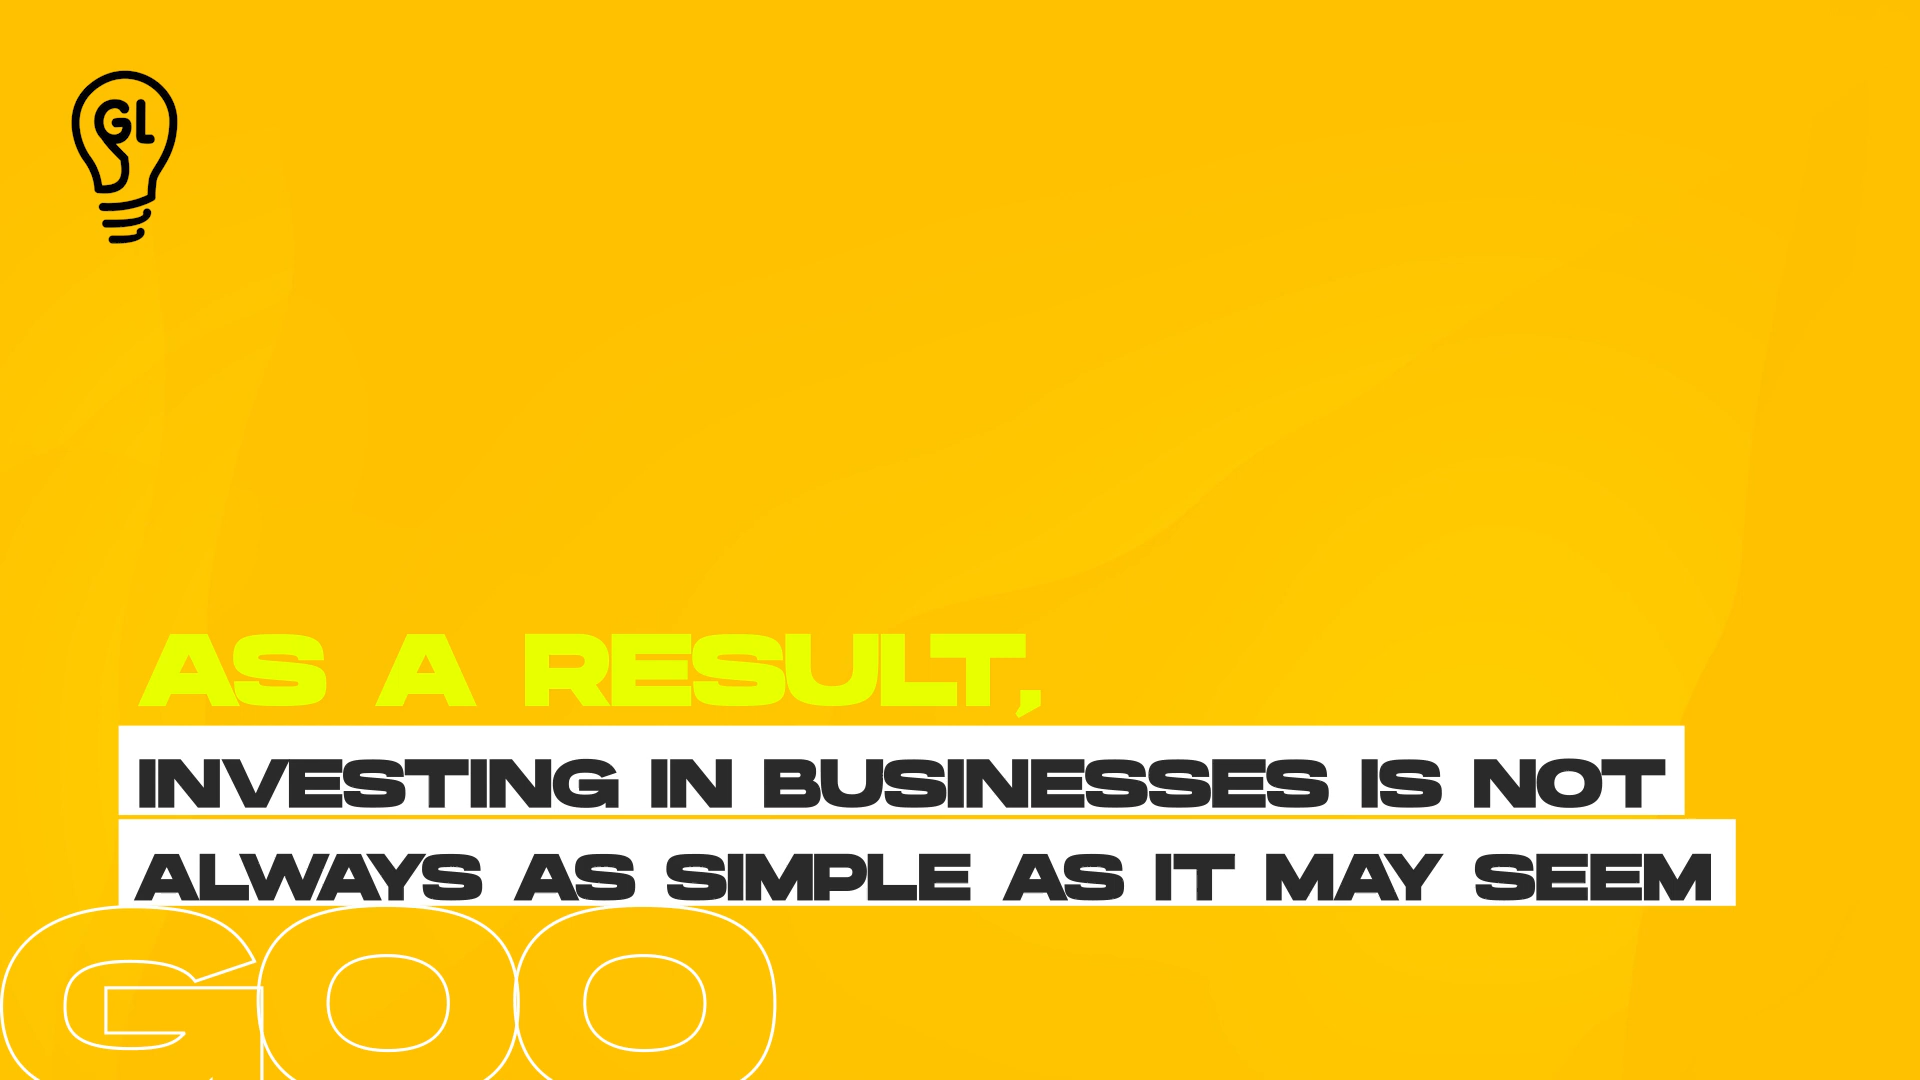 GL
AS A RESULT,
INVESTING IN BUSINESSES IS NOT
ALWAYS AS SIMPLE AS IT MAY SEEM
GOO